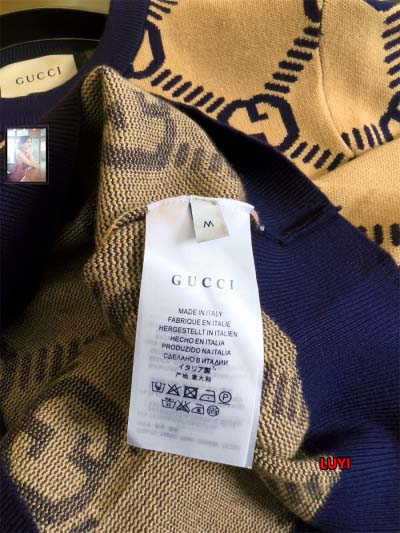 GUCCI
M
GUCCI
MADE IN ITALY
FABRIQUE EN ITALIE
HERGESTELLT IN ITALIEN
HECHO EN ITALIA
PRODUZIDO NA ITALIA
СДЕЛАНО В ИТАЛИИ
イタリア製
产地:意大利
LUYI